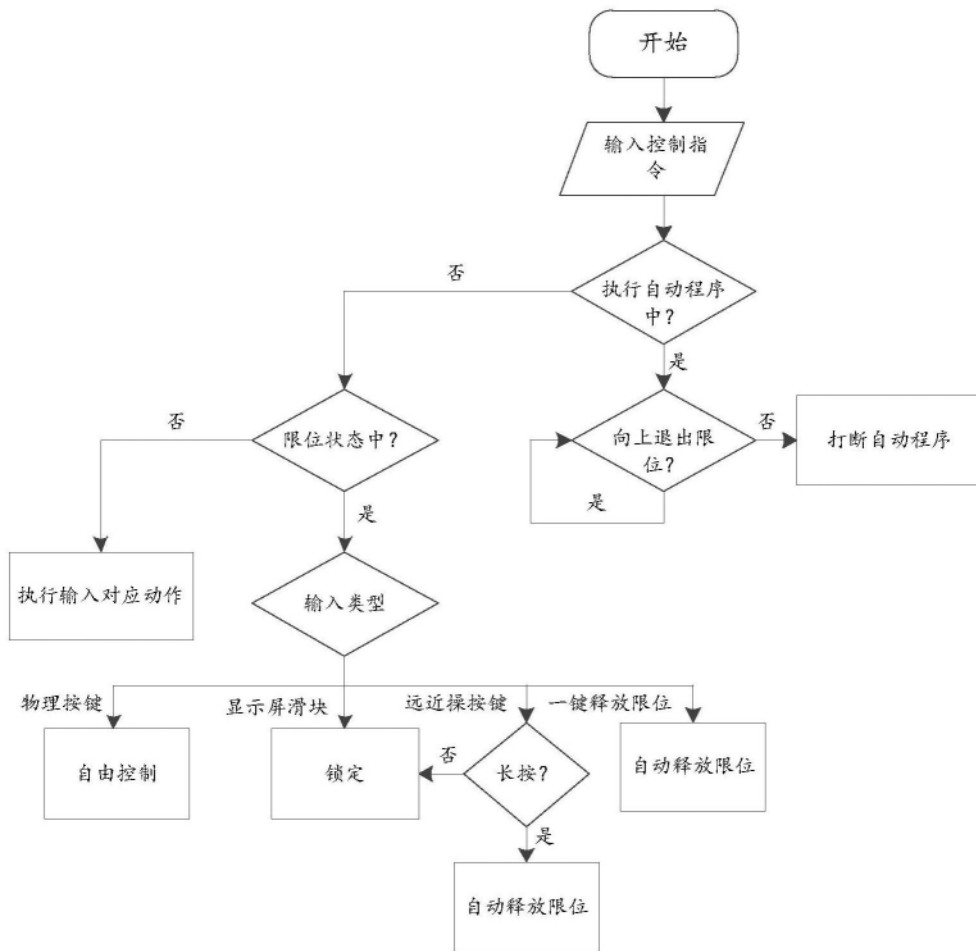 开始
输入控制指
令
否
执行自动程序
中？
是
否
限位状态中？
向上退出限
位？
否
打断自动程序
是
是
执行输入对应动作
输入类型
物理按键
显示屏滑块
远近操按键
一键释放限位
自由控制
锁定
否
长按？
自动释放限位
是
自动释放限位